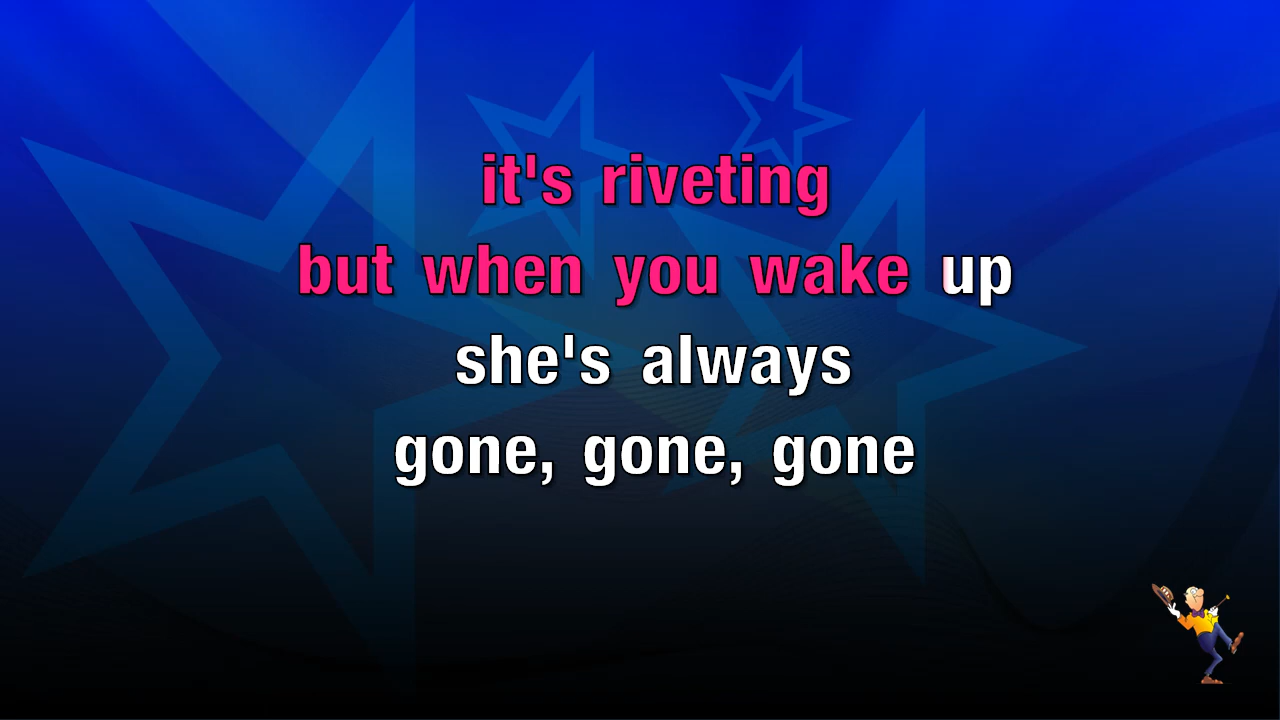 it's riveting
but when you wake up
she's always
gone, gone, gone